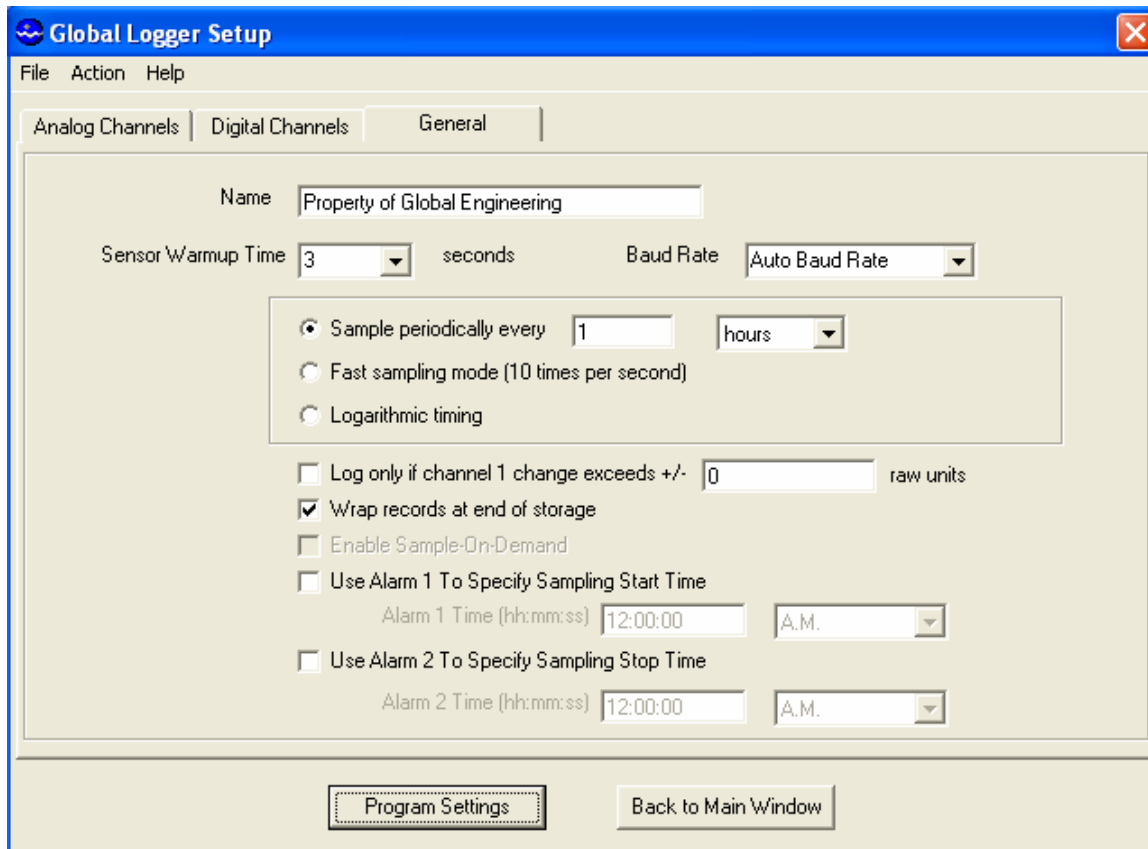 Global Logger Setup
File Action Help
Analog Channels Digital Channels General
Name Property of Global Engineering
Sensor Warmup Time 3 seconds Baud Rate Auto Baud Rate
Sample periodically every 1 hours
Fast sampling mode (10 times per second)
Logarithmic timing
Log only if channel 1 change exceeds +/- 0 raw units
Wrap records at end of storage
Enable Sample-On-Demand
Use Alarm 1 To Specify Sampling Start Time
Alarm 1 Time (hh:mm:ss) 12:00:00 A.M.
Use Alarm 2 To Specify Sampling Stop Time
Alarm 2 Time (hh:mm:ss) 12:00:00 A.M.
Program Settings Back to Main Window